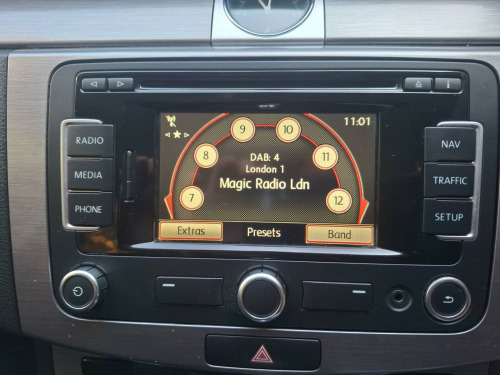 RADIO
MEDIA
PHONE
11:01
9
10
8
11
7
12
DAB: 4
London 1
Magic Radio Ldn
Extras
Presets
Band
NAV
TRAFFIC
SETUP
i